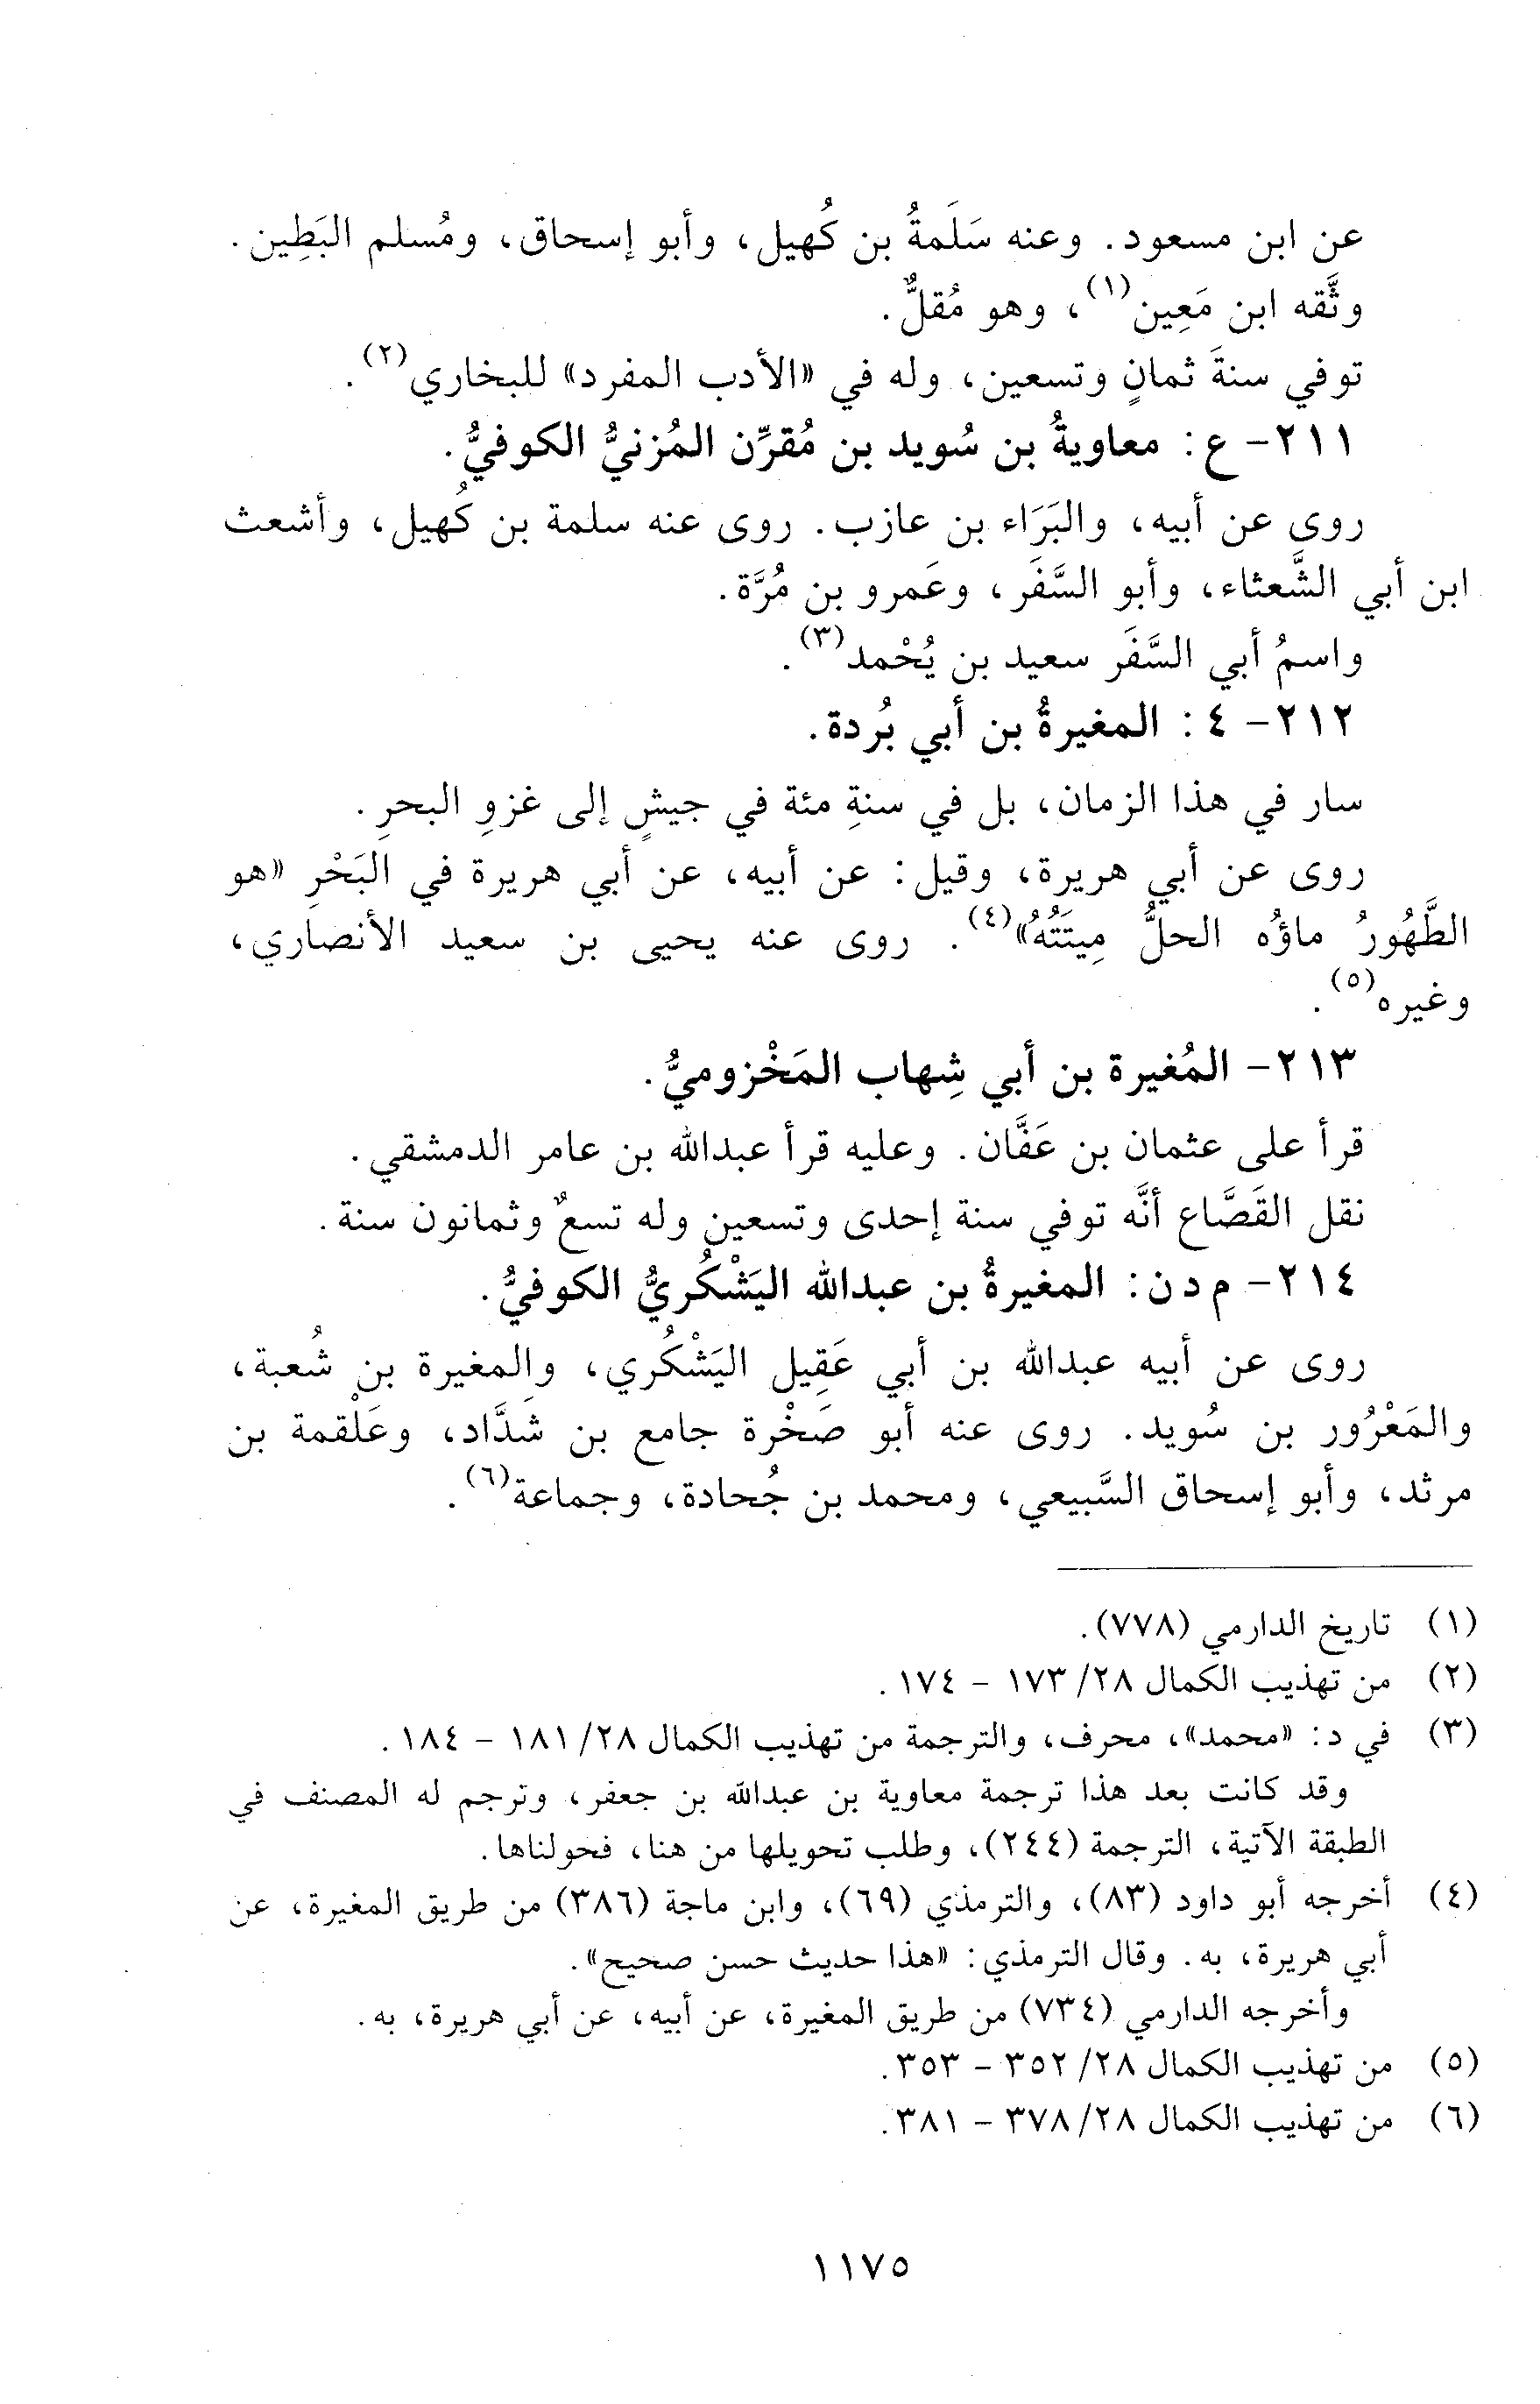 عن ابن مسعود. وعنه سَلَمةُ بن كُهيل، وأبو إسحاق، ومُسلم البَطِين.
وثَّقه ابن مَعِين(١)، وهو مُقلٌّ.
توفي سنةَ ثمانٍ وتسعين، وله في «الأدب المفرد» للبخاري(٢).
٢١١- ع: معاويةُ بن سُويد بن مُقرِّن المُزنيُّ الكوفيُّ.
روى عن أبيه، والبَرَاء بن عازب. روى عنه سلمة بن كُهيل، وأشعث
ابن أبي الشَّعثاء، وأبو السَّفَر، وعَمرو بن مُرَّة.
واسمُ أبي السَّفَر سعيد بن يُحْمد(٣).
٢١٢- ٤: المغيرةُ بن أبي بُردة.
سار في هذا الزمان، بل في سنةِ مئة في جيشٍ إلى غزوِ البحرِ.
روى عن أبي هريرة، وقيل: عن أبيه، عن أبي هريرة في البَحْرِ «هو
الطَّهُورُ ماؤُه الحلُّ مِيتَتُهُ»(٤). روى عنه يحيى بن سعيد الأنصاري،
وغيره(٥).
٢١٣- المُغيرة بن أبي شِهاب المَخْزوميُّ.
قرأ على عثمان بن عَفَّان. وعليه قرأ عبدالله بن عامر الدمشقي.
نقل القَصَّاع أنَّه توفي سنة إحدى وتسعين وله تسعٌ وثمانون سنة.
٢١٤- م د ن: المغيرةُ بن عبدالله اليَشْكُريُّ الكوفيُّ.
روى عن أبيه عبدالله بن أبي عَقِيل اليَشْكُري، والمغيرة بن شُعبة،
والمَعْرُور بن سُويد. روى عنه أبو صَخْرة جامع بن شَدَّاد، وعَلْقمة بن
مرثد، وأبو إسحاق السَّبيعي، ومحمد بن جُحادة، وجماعة(٦).
(١) تاريخ الدارمي (٧٧٨).
(٢) من تهذيب الكمال ٢٨/ ١٧٣ - ١٧٤.
(٣) في د: «محمد»، محرف، والترجمة من تهذيب الكمال ٢٨/ ١٨١ - ١٨٤.
وقد كانت بعد هذا ترجمة معاوية بن عبدالله بن جعفر، وترجم له المصنف في
الطبقة الآتية، الترجمة (٢٤٤)، وطلب تحويلها من هنا، فحولناها.
(٤) أخرجه أبو داود (٨٣)، والترمذي (٦٩)، وابن ماجة (٣٨٦) من طريق المغيرة، عن
أبي هريرة، به. وقال الترمذي: «هذا حديث حسن صحيح».
وأخرجه الدارمي (٧٣٤) من طريق المغيرة، عن أبيه، عن أبي هريرة، به.
(٥) من تهذيب الكمال ٢٨/ ٣٥٢ - ٣٥٣.
(٦) من تهذيب الكمال ٢٨/ ٣٧٨ - ٣٨١.
١١٧٥